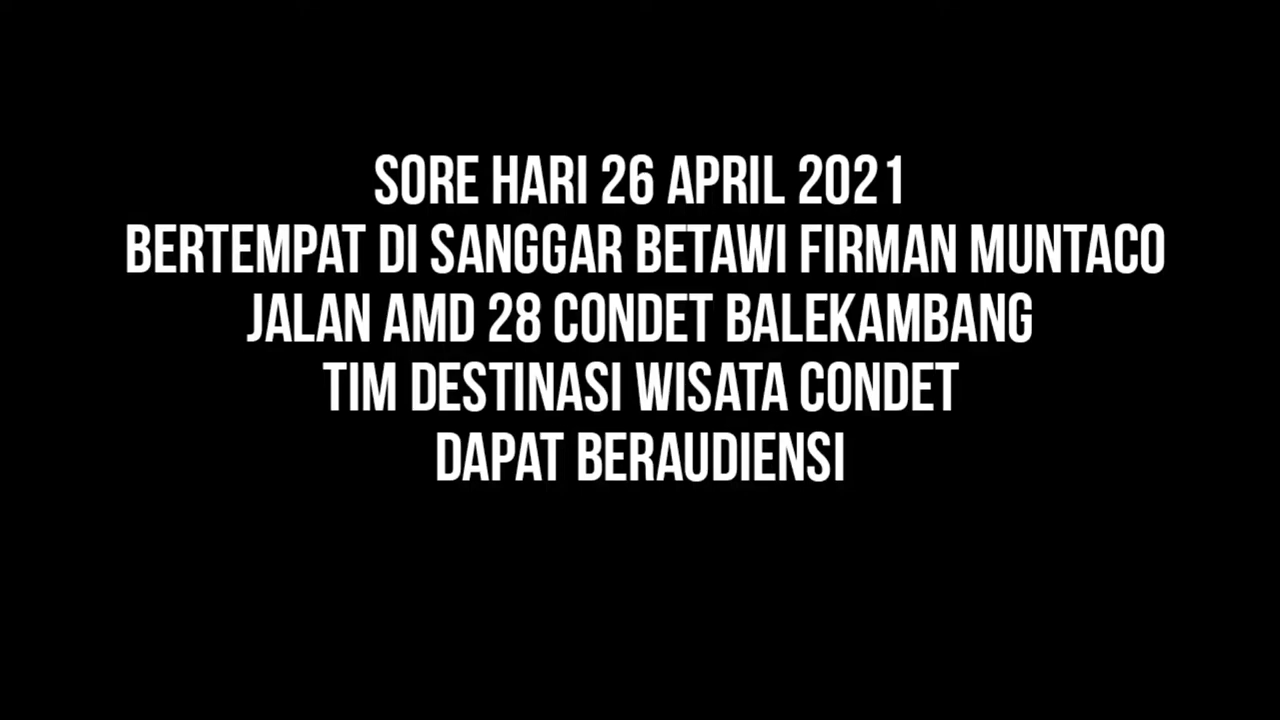 SORE HARI 26 APRIL 2021
BERTEMPAT DI SANGGAR BETAWI FIRMAN MUNTACO
JALAN AMD 28 CONDET BALEKAMBANG
TIM DESTINASI WISATA CONDET
DAPAT BERAUDIENSI